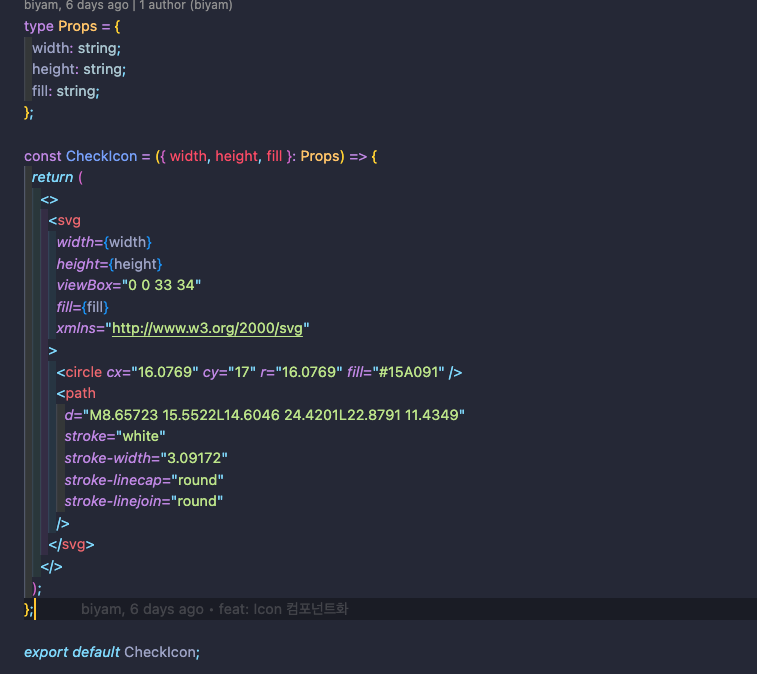 biyam, 6 days ago | 1 author (biyam)
type Props = {
  width: string;
  height: string;
  fill: string;
};

const CheckIcon = ({ width, height, fill }: Props) => {
  return (
    <>
      <svg
        width={width}
        height={height}
        viewBox="0 0 33 34"
        fill={fill}
        xmlns="http://www.w3.org/2000/svg"
      >
        <circle cx="16.0769" cy="17" r="16.0769" fill="#15A091" />
        <path
          d="M8.65723 15.5522L14.6046 24.4201L22.8791 11.4349"
          stroke="white"
          stroke-width="3.09172"
          stroke-linecap="round"
          stroke-linejoin="round"
        />
      </svg>
    </>
  );
}; biyam, 6 days ago • feat: Icon 컴포넌트화

export default CheckIcon;